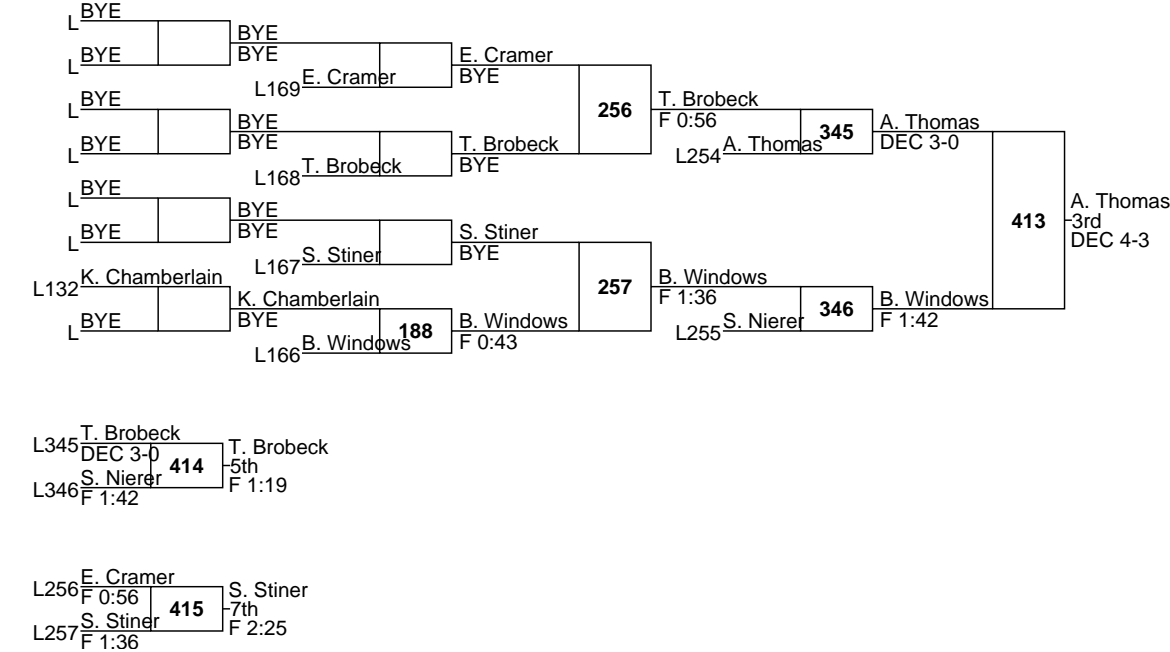 BYE
L
BYE
BYE
BYE
L
E. Cramer
L169
E. Cramer
BYE
BYE
L
BYE
BYE
BYE
L
T. Brobeck
L168
T. Brobeck
BYE
256
T. Brobeck
F 0:56
A. Thomas
L254
345
A. Thomas
DEC 3-0
BYE
L
BYE
BYE
BYE
L
S. Stiner
L167
S. Stiner
BYE
K. Chamberlain
L132
BYE
L
K. Chamberlain
BYE
B. Windows
L166
188
B. Windows
F 0:43
257
B. Windows
F 1:36
S. Nierer
L255
346
B. Windows
F 1:42
413
A. Thomas
3rd
DEC 4-3
T. Brobeck
L345
DEC 3-0
S. Nierer
L346
F 1:42
414
T. Brobeck
5th
F 1:19
E. Cramer
L256
F 0:56
S. Stiner
L257
F 1:36
415
S. Stiner
7th
F 2:25